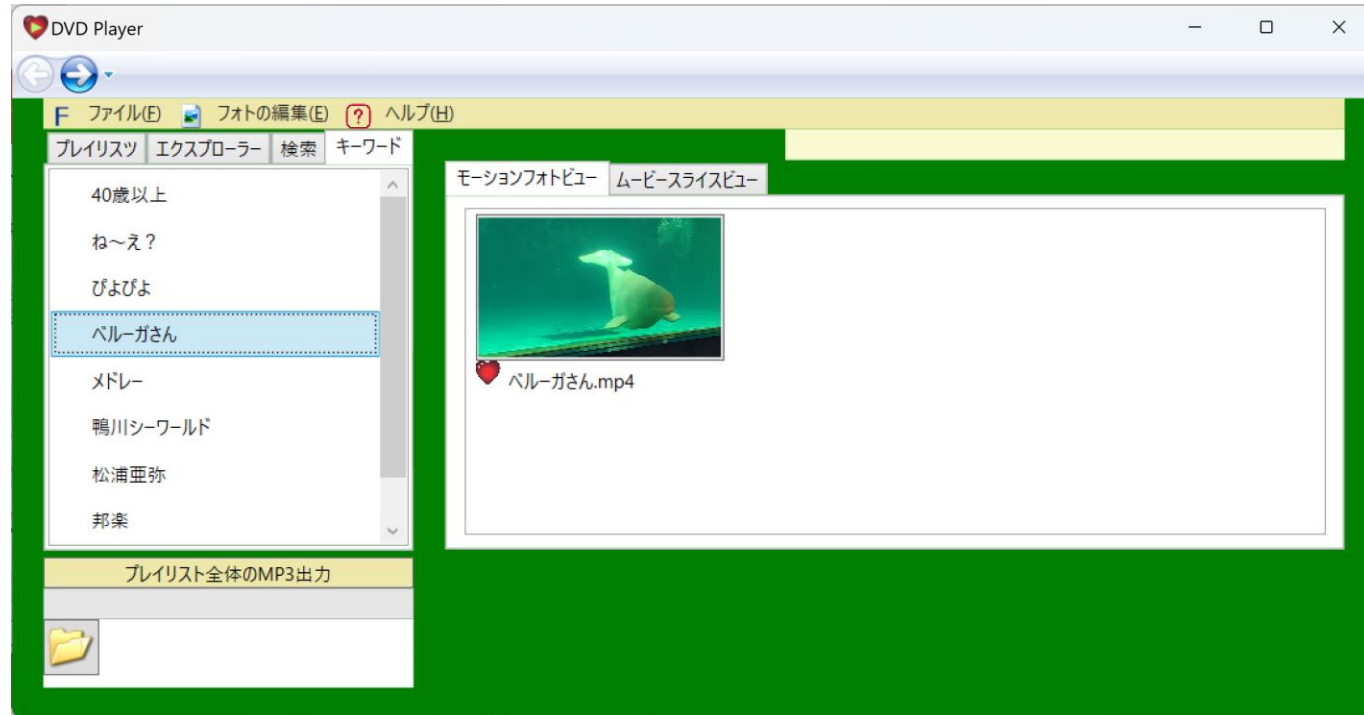 DVD Player
F ファイル(F) フォトの編集(E) ? ヘルプ(H)
プレイリスツ エクスプローラー 検索 キーワード
40歳以上
ね～え？
ぴよぴよ
ベルーガさん
メドレー
鴨川シーワールド
松浦亜弥
邦楽
プレイリスト全体のMP3出力
モーションフォトビュー ムービースライスビュー
ベルーガさん.mp4